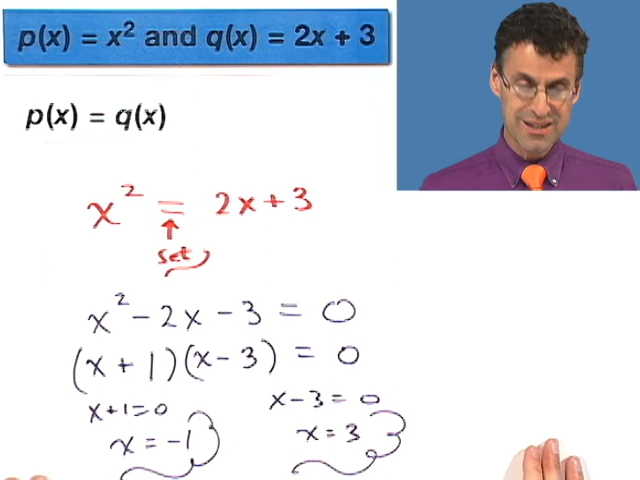 p(x) = x² and q(x) = 2x + 3
p(x) = q(x)
x² = 2x + 3
set
x² - 2x - 3 = 0
(x + 1)(x - 3) = 0
x + 1 = 0
x = -1
x - 3 = 0
x = 3